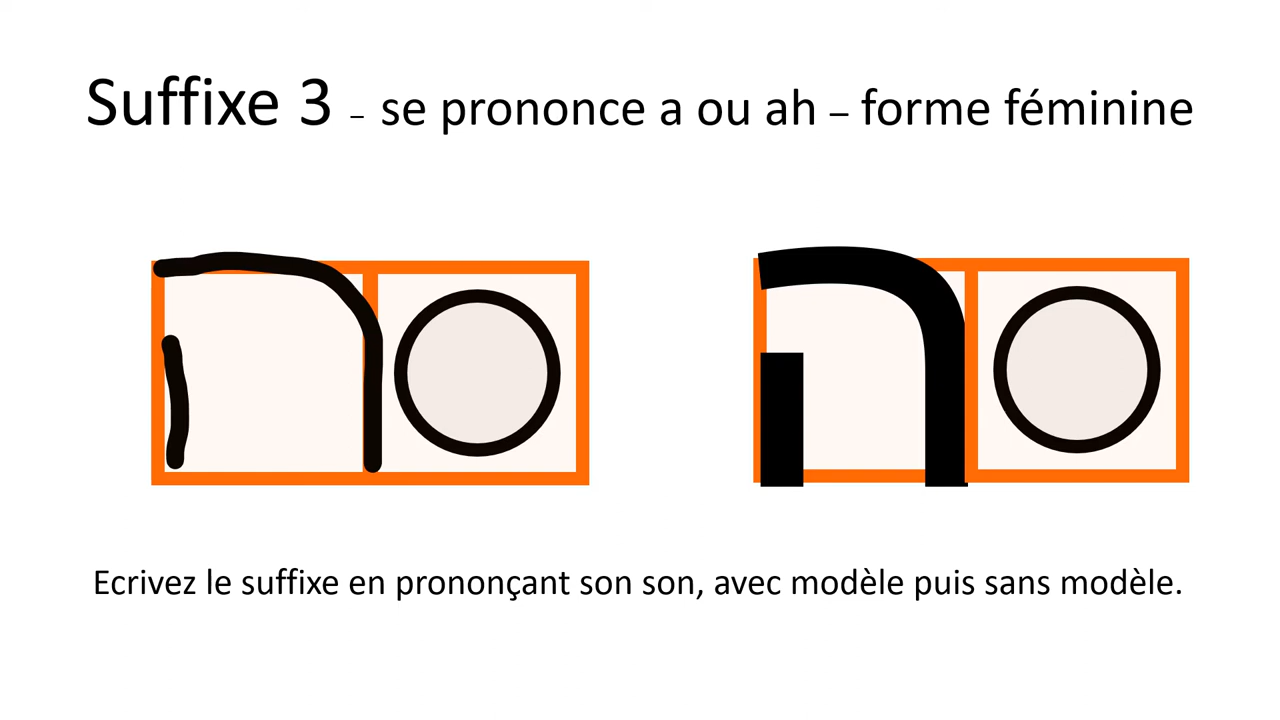 Suffixe 3 – se prononce a ou ah – forme féminine
ה ה
Ecrivez le suffixe en prononçant son son, avec modèle puis sans modèle.